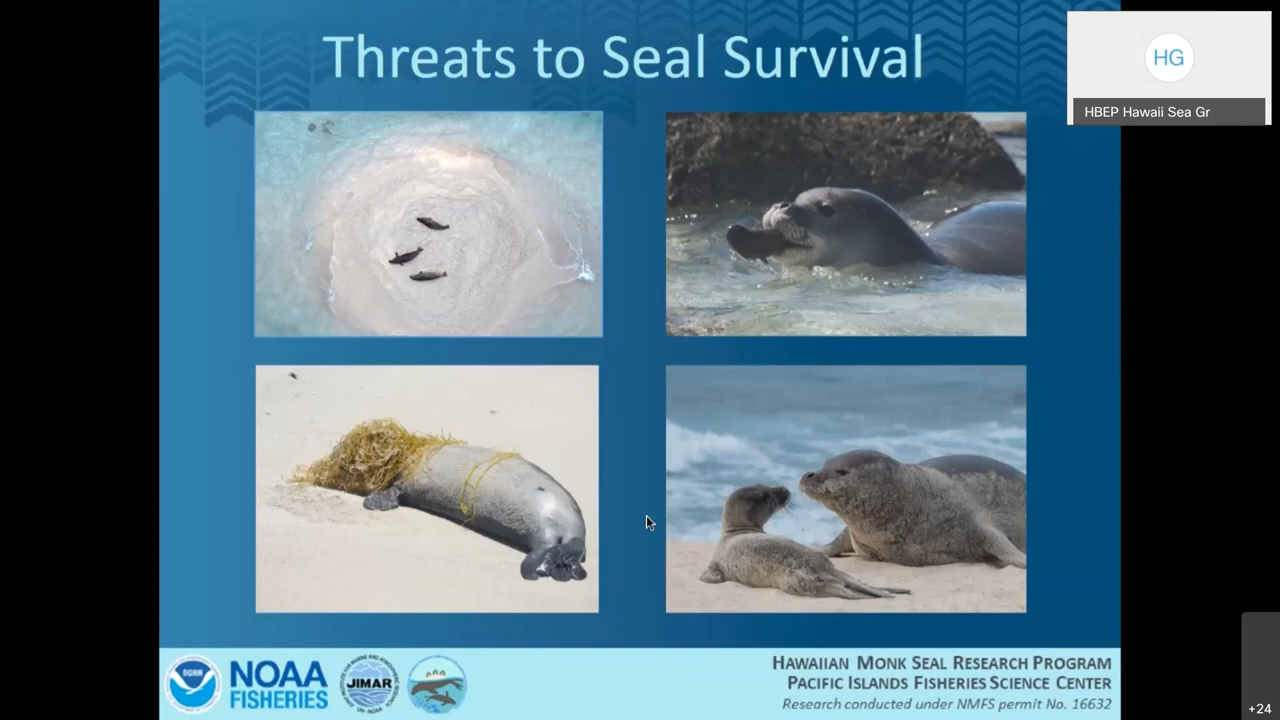 Threats to Seal Survival
HG
HBEP Hawaii Sea Gr
NOAA
NOAA
FISHERIES
JIMAR
HAWAIIAN MONK SEAL RESEARCH PROGRAM
PACIFIC ISLANDS FISHERIES SCIENCE CENTER
Research conducted under NMFS permit No. 16632
+24